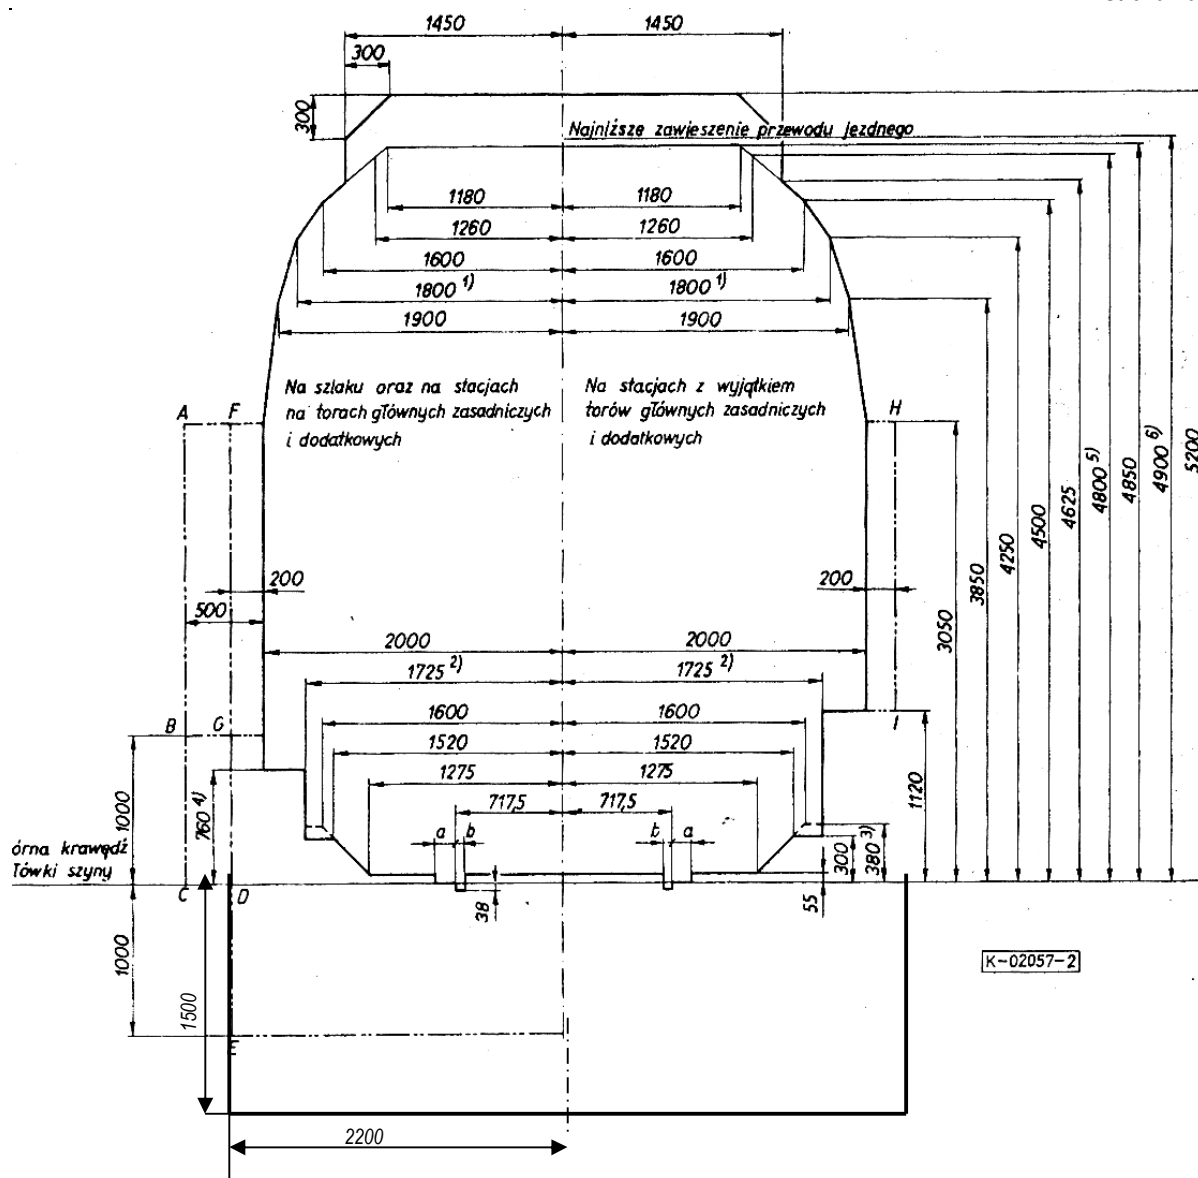 1450 1450
300
300
Najniższe zawieszenie przewodu jezdnego
1180 1180
1260 1260
1600 1600
1800 1) 1800 1)
1900 1900
Na szlaku oraz na stacjach
na torach głównych zasadniczych
i dodatkowych
Na stacjach z wyjątkiem
torów głównych zasadniczych
i dodatkowych
A F H
200 200
500
2000 2000
1725 2) 1725 2)
1600 1600
B G I
1520 1520
1275 1275
717,5 717,5
a b t a
1000
760 4)
38
55
300
380 3)
1120
3050
3850
4250
4500
4625
4800 5)
4850
4900 6)
5200
órna krawędź
łówki szyny
C D
1000
1500
E
K-02057-2
2200